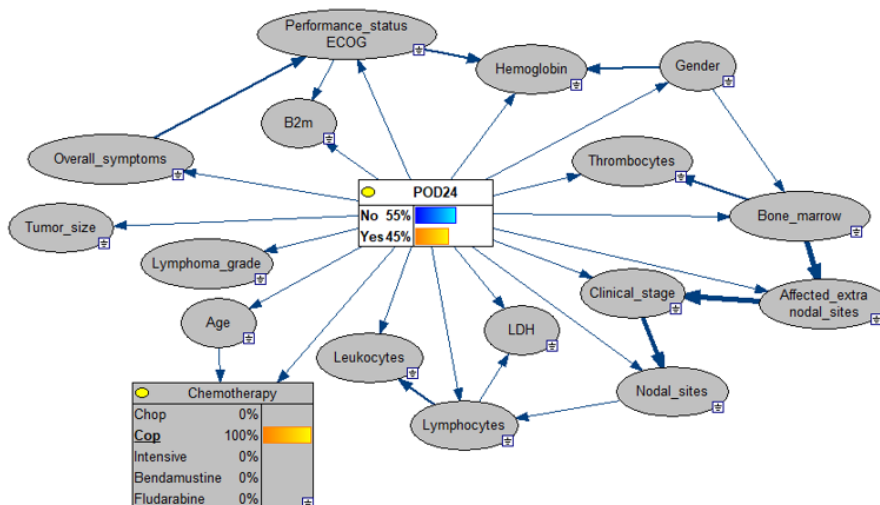 Performance_status
ECOG
Hemoglobin
Gender
B2m
Overall_symptoms
Thrombocytes
POD24
No 55%
Yes 45%
Tumor_size
Bone_marrow
Lymphoma_grade
Clinical_stage
Affected_extra
nodal_sites
Age
LDH
Leukocytes
Chemotherapy
Chop 0%
Cop 100%
Intensive 0%
Bendamustine 0%
Fludarabine 0%
Nodal_sites
Lymphocytes